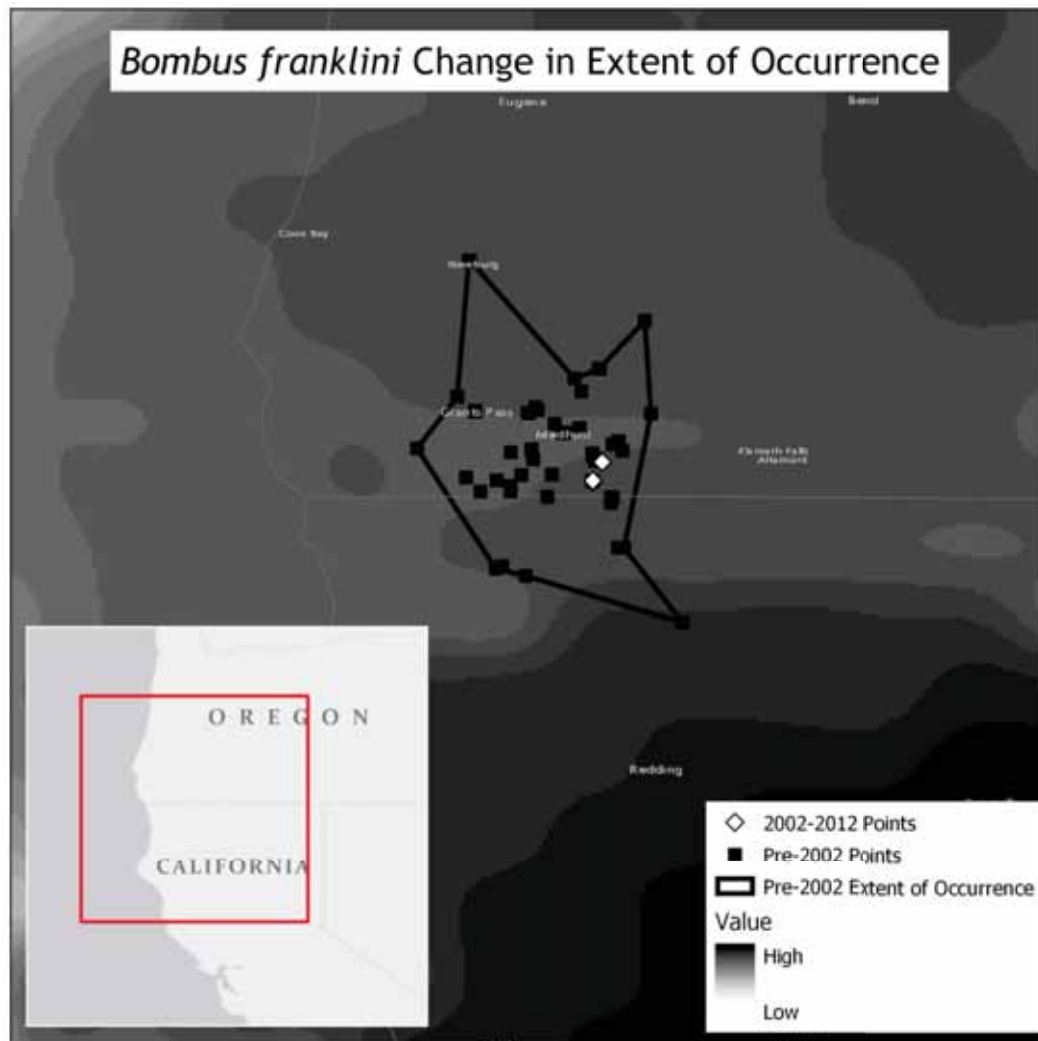 Bombus franklini Change in Extent of Occurrence
Eugene
Bend
Coos Bay
Roseburg
Grants Pass
Medford
Klamath Falls
Altamont
Redding
OREGON
CALIFORNIA
2002-2012 Points
Pre-2002 Points
Pre-2002 Extent of Occurrence
Value
High
Low